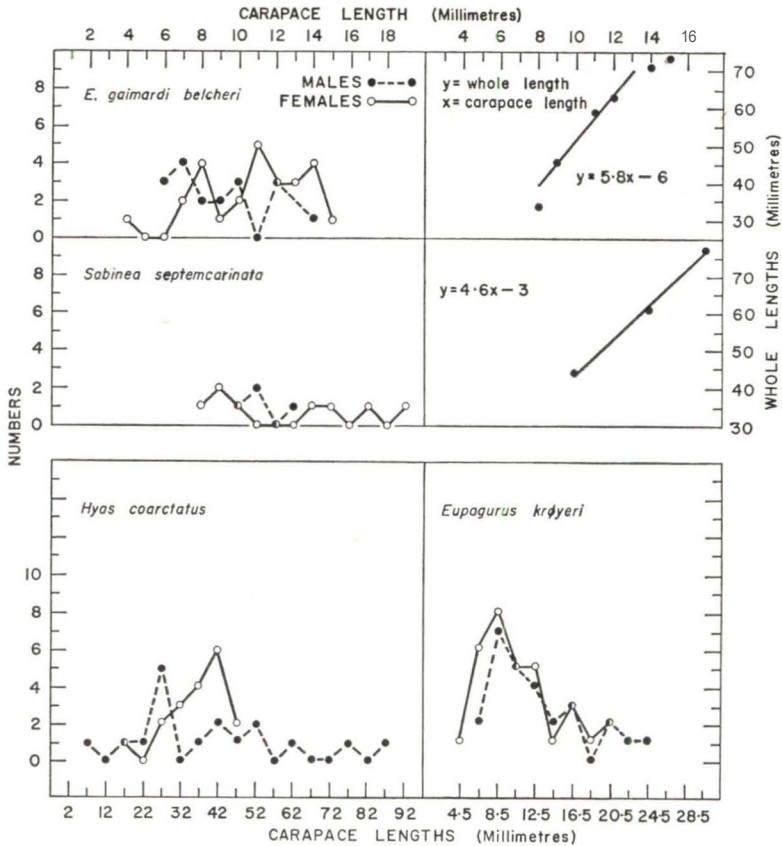 CARAPACE LENGTH (Millimetres)
2 4 6 8 10 12 14 16 18 4 6 8 10 12 14 16
E. gaimardi belcheri
MALES
FEMALES
y= whole length
x= carapace length
y=5·8x−6
8
6
4
2
0
70
60
50
40
30
(Millimetres)
Sabinea septemcarinata
y=4·6x−3
8
6
4
2
0
70
60
50
40
30
WHOLE LENGTHS
NUMBERS
Hyas coarctatus
Eupagurus krøyeri
10
8
6
4
2
0
2 12 22 32 42 52 62 72 82 92 4·5 8·5 12·5 16·5 20·5 24·5 28·5
CARAPACE LENGTHS (Millimetres)